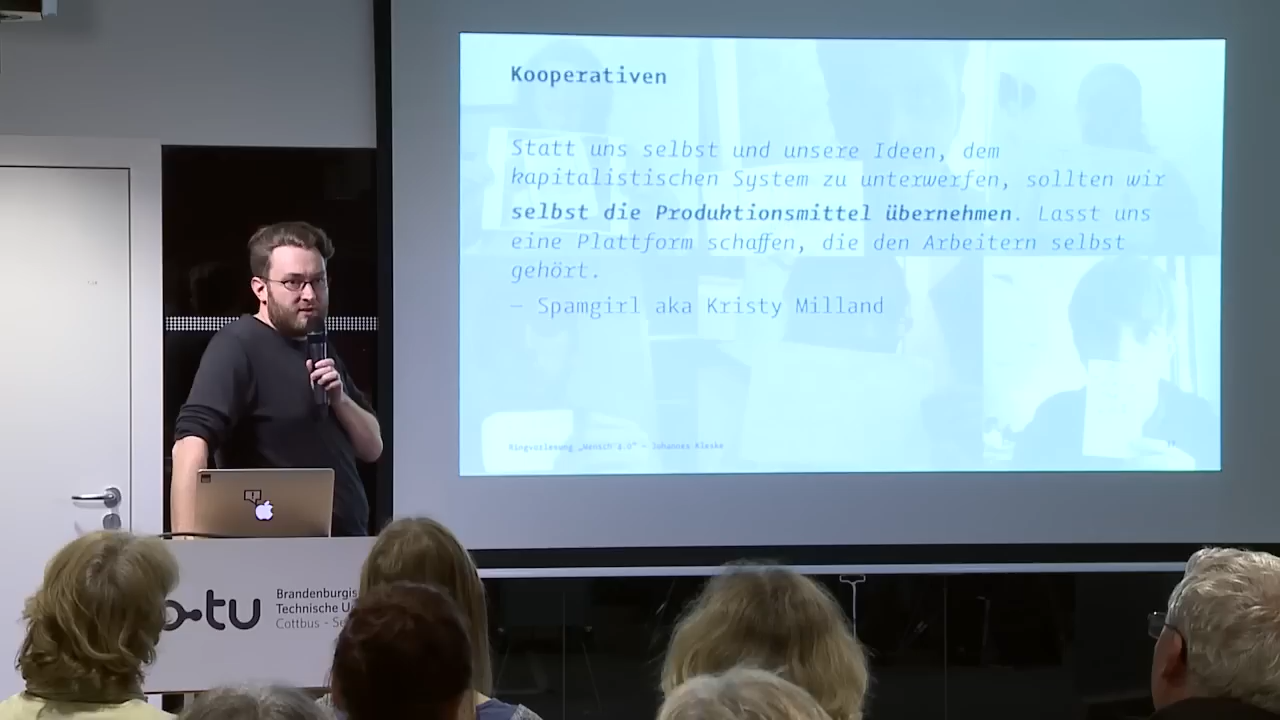 Kooperativen
Statt uns selbst und unsere Ideen, dem
kapitalistischen System zu unterwerfen, sollten wir
selbst die Produktionsmittel übernehmen. Lasst uns
eine Plattform schaffen, die den Arbeitern selbst
gehört.
— Spamgirl aka Kristy Milland
Ringvorlesung „Mensch 2.0“ – Johannes Kleske
tu
Brandenburgis
Technische U
Cottbus - Se